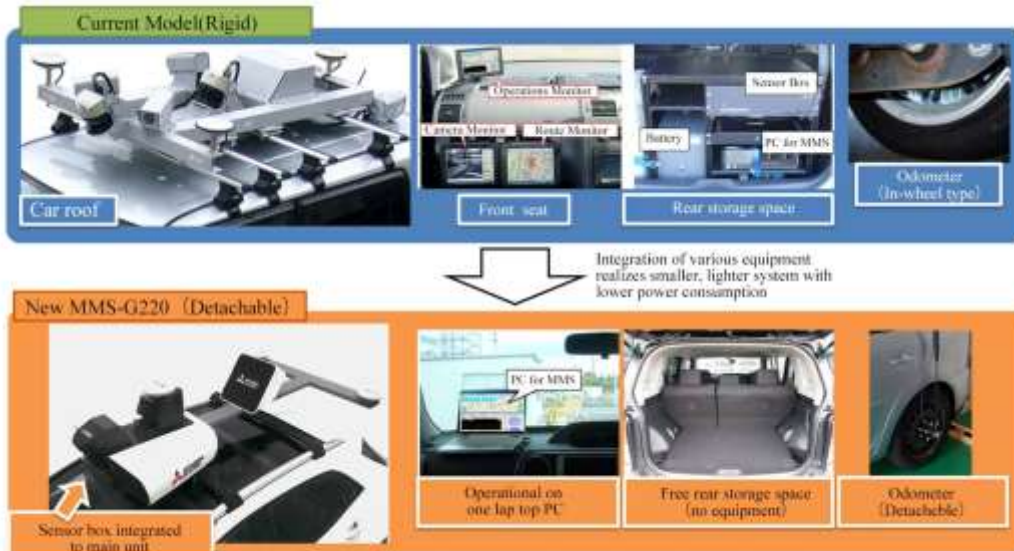 Current Model(Rigid)
Operations Monitor
Camera Monitor
Route Monitor
Sensor Box
Battery
PC for MMS
Car roof
Front seat
Rear storage space
Odometer
(In-wheel type)
Integration of various equipment
realizes smaller, lighter system with
lower power consumption
New MMS-G220 (Detachable)
PC for MMS
Sensor box integrated
to main unit
Operational on
one lap top PC
Free rear storage space
(no equipment)
Odometer
(Detacheble)